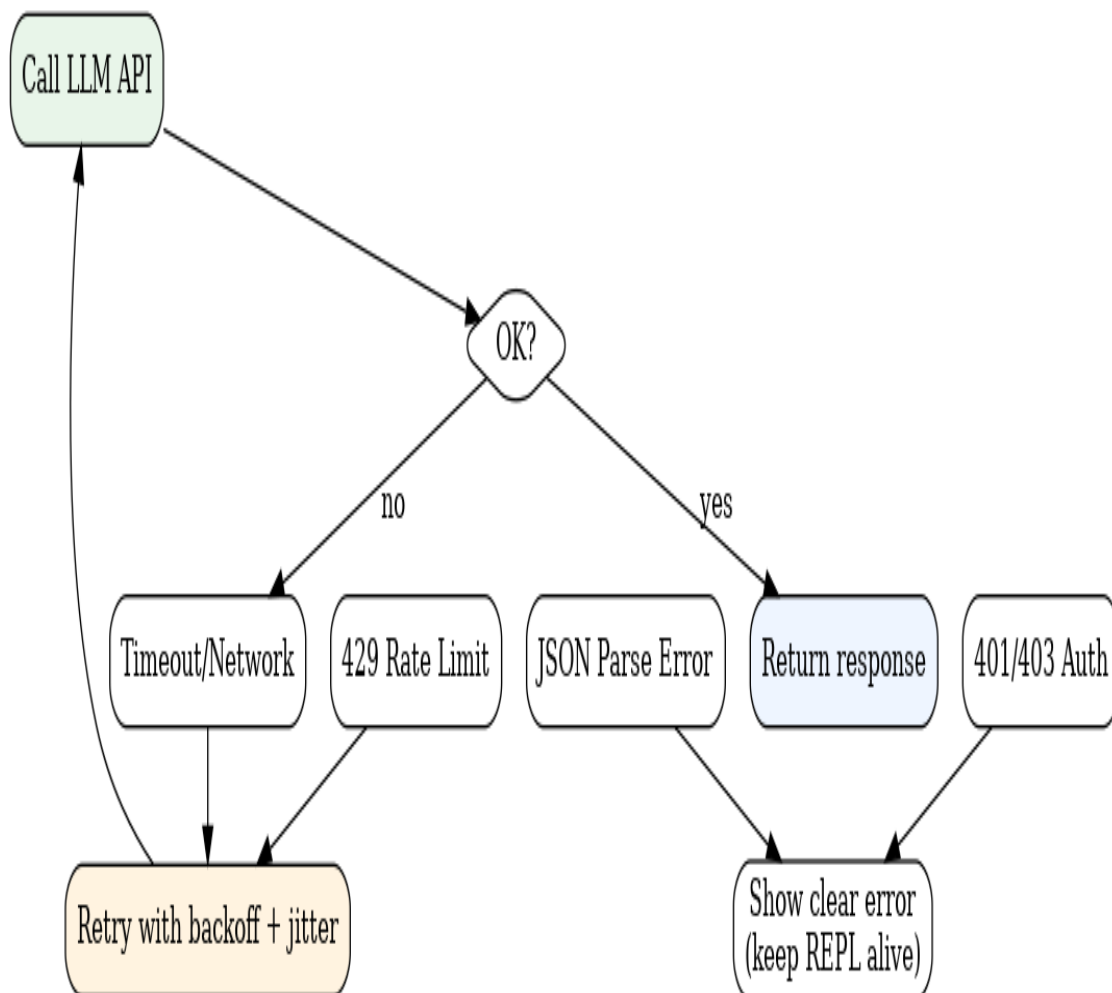 Call LLM API
OK?
no
yes
Timeout/Network
429 Rate Limit
JSON Parse Error
Return response
401/403 Auth
Retry with backoff + jitter
Show clear error
(keep REPL alive)